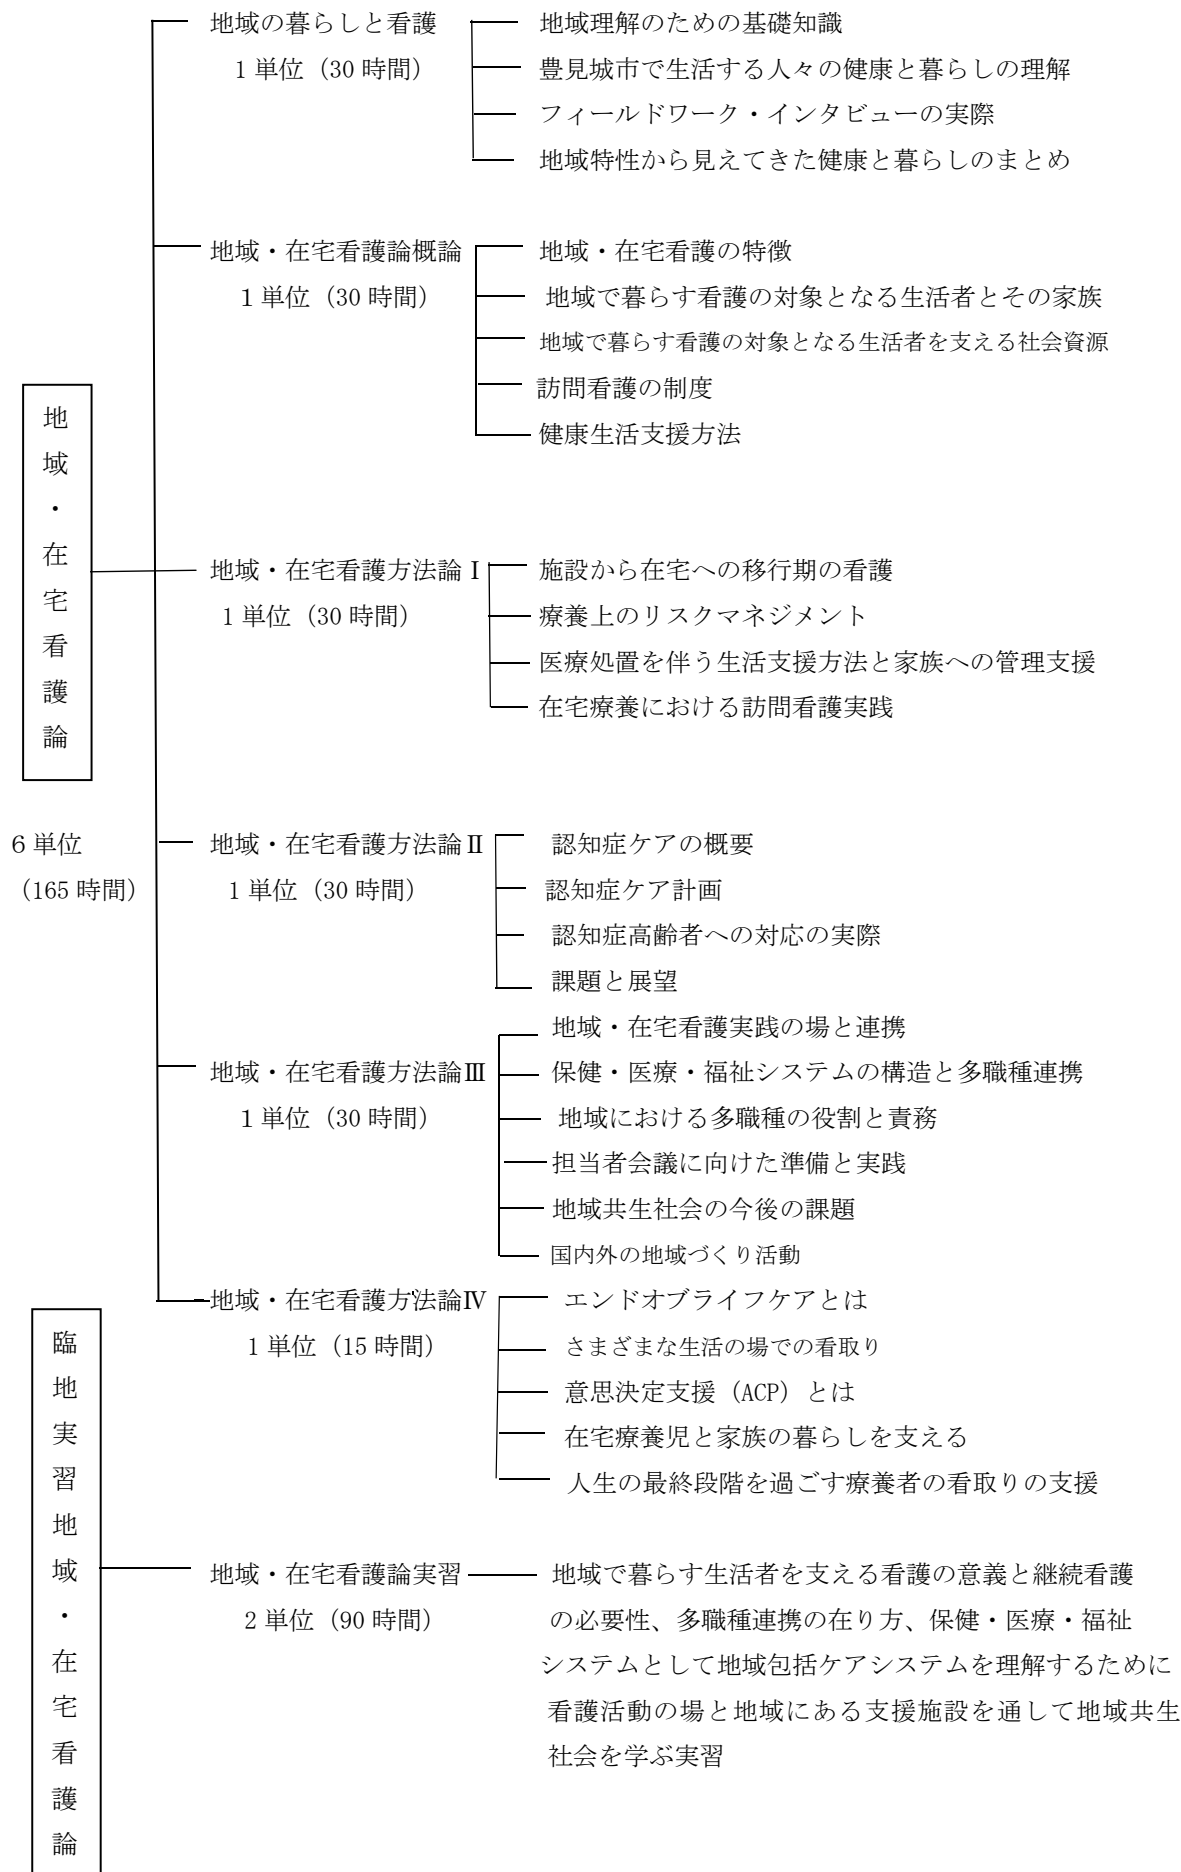 地域・在宅看護論
6単位
（165時間）
地域の暮らしと看護
1単位（30時間）
地域理解のための基礎知識
豊見城市で生活する人々の健康と暮らしの理解
フィールドワーク・インタビューの実際
地域特性から見えてきた健康と暮らしのまとめ
地域・在宅看護論概論
1単位（30時間）
地域・在宅看護の特徴
地域で暮らす看護の対象となる生活者とその家族
地域で暮らす看護の対象となる生活者を支える社会資源
訪問看護の制度
健康生活支援方法
地域・在宅看護方法論Ⅰ
1単位（30時間）
施設から在宅への移行期の看護
療養上のリスクマネジメント
医療処置を伴う生活支援方法と家族への管理支援
在宅療養における訪問看護実践
地域・在宅看護方法論Ⅱ
1単位（30時間）
認知症ケアの概要
認知症ケア計画
認知症高齢者への対応の実際
課題と展望
地域・在宅看護方法論Ⅲ
1単位（30時間）
地域・在宅看護実践の場と連携
保健・医療・福祉システムの構造と多職種連携
地域における多職種の役割と責務
担当者会議に向けた準備と実践
地域共生社会の今後の課題
国内外の地域づくり活動
地域・在宅看護方法論Ⅳ
1単位（15時間）
エンドオブライフケアとは
さまざまな生活の場での看取り
意思決定支援（ACP）とは
在宅療養児と家族の暮らしを支える
人生の最終段階を過ごす療養者の看取りの支援
臨地実習地域・在宅看護論
地域・在宅看護論実習
2単位（90時間）
地域で暮らす生活者を支える看護の意義と継続看護
の必要性、多職種連携の在り方、保健・医療・福祉
システムとして地域包括ケアシステムを理解するために
看護活動の場と地域にある支援施設を通して地域共生
社会を学ぶ実習